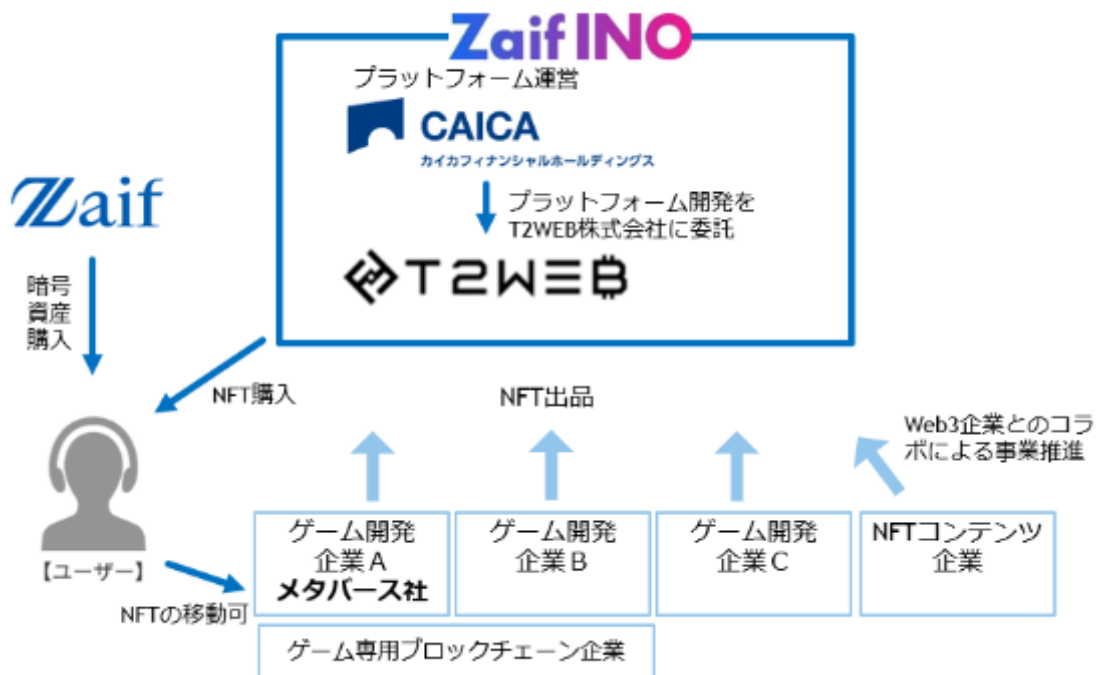 Zaif INO
プラットフォーム運営
CAICA
カイカフィナンシャルホールディングス
プラットフォーム開発を
T2WEB株式会社に委託
T2WEB
Zaif
暗号
資産
購入
NFT購入
NFT出品
Web3企業とのコラ
ボによる事業推進
【ユーザー】
NFTの移動可
ゲーム開発
企業A
メタバース社
ゲーム開発
企業B
ゲーム開発
企業C
NFTコンテンツ
企業
ゲーム専用ブロックチェーン企業